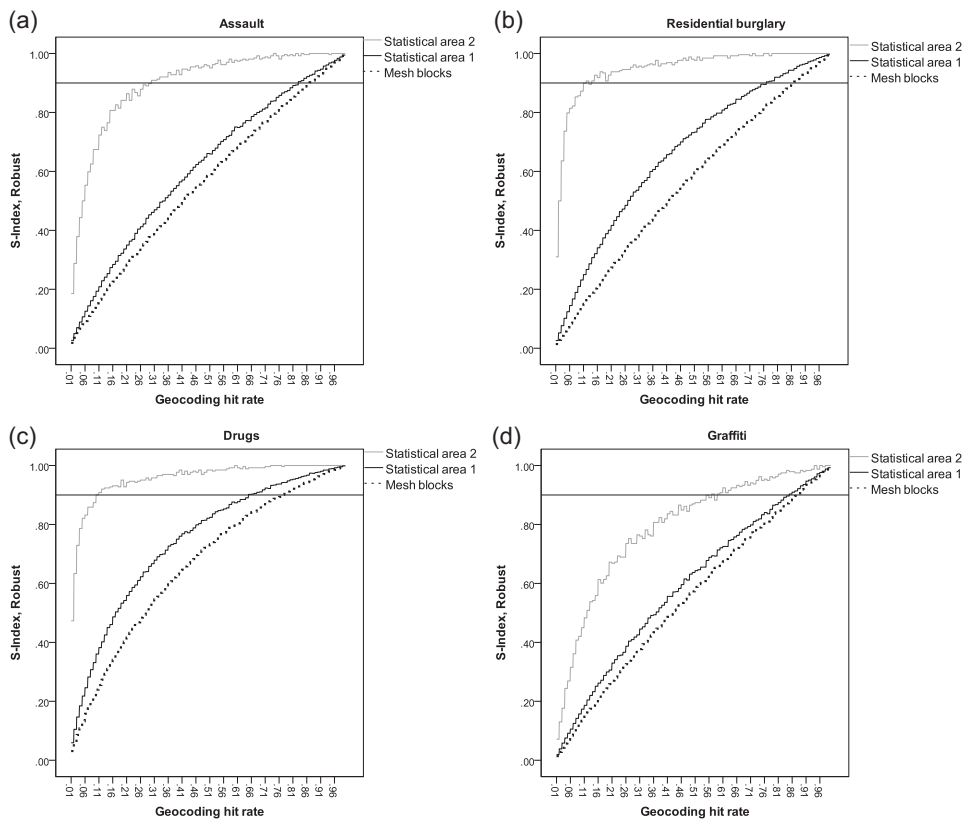 (a)
Assault
Statistical area 2
Statistical area 1
Mesh blocks
1.00
.80
.60
.40
.20
.00
S-Index, Robust
.01 .06 .11 .16 .21 .26 .31 .36 .41 .46 .51 .56 .61 .66 .71 .76 .81 .86 .91 .96
Geocoding hit rate
(b)
Residential burglary
Statistical area 2
Statistical area 1
Mesh blocks
1.00
.80
.60
.40
.20
.00
S-Index, Robust
.01 .06 .11 .16 .21 .26 .31 .36 .41 .46 .51 .56 .61 .66 .71 .76 .81 .86 .91 .96
Geocoding hit rate
(c)
Drugs
Statistical area 2
Statistical area 1
Mesh blocks
1.00
.80
.60
.40
.20
.00
S-Index, Robust
.01 .06 .11 .16 .21 .26 .31 .36 .41 .46 .51 .56 .61 .66 .71 .76 .81 .86 .91 .96
Geocoding hit rate
(d)
Graffiti
Statistical area 2
Statistical area 1
Mesh blocks
1.00
.80
.60
.40
.20
.00
S-Index, Robust
.01 .06 .11 .16 .21 .26 .31 .36 .41 .46 .51 .56 .61 .66 .71 .76 .81 .86 .91 .96
Geocoding hit rate